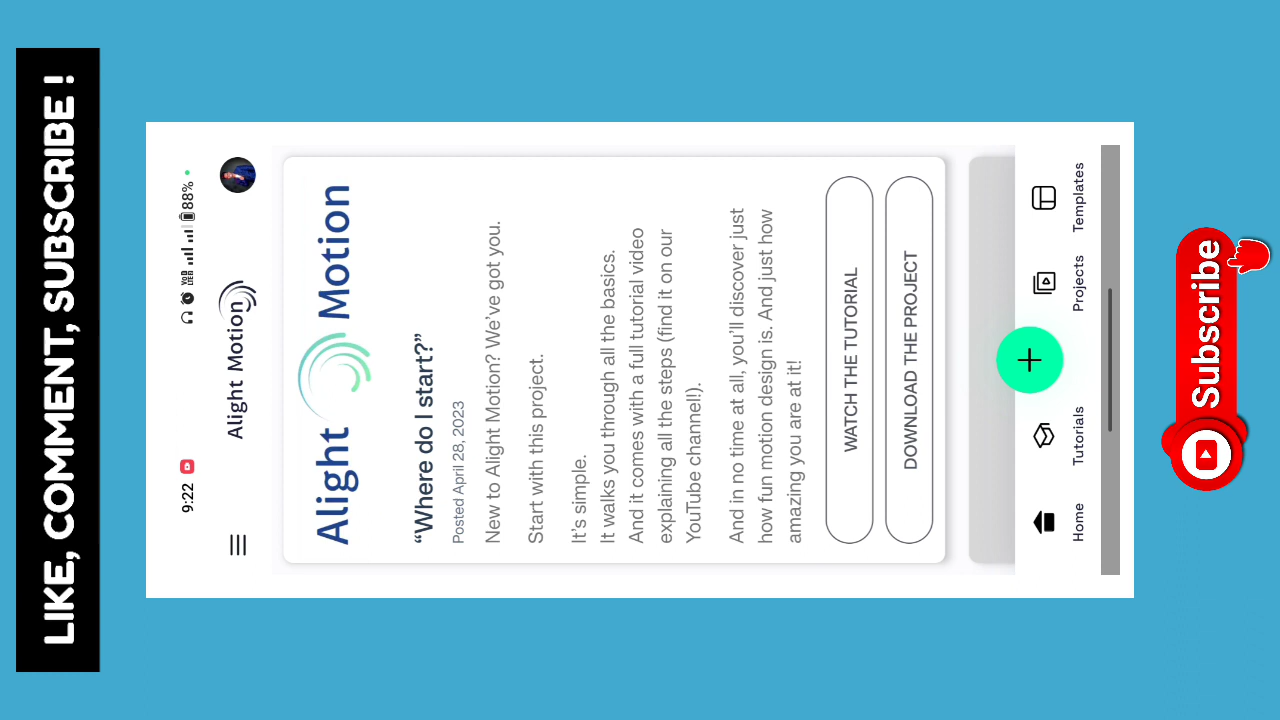 LIKE, COMMENT, SUBSCRIBE !
9:22
VoD
LTE
88%
Alight Motion
Alight Motion
“Where do I start?”
Posted April 28, 2023
New to Alight Motion? We've got you.
Start with this project.
It's simple.
It walks you through all the basics.
And it comes with a full tutorial video
explaining all the steps (find it on our
YouTube channel!).
And in no time at all, you'll discover just
how fun motion design is. And just how
amazing you are at it!
WATCH THE TUTORIAL
DOWNLOAD THE PROJECT
Home
Tutorials
Projects
Templates
Subscribe